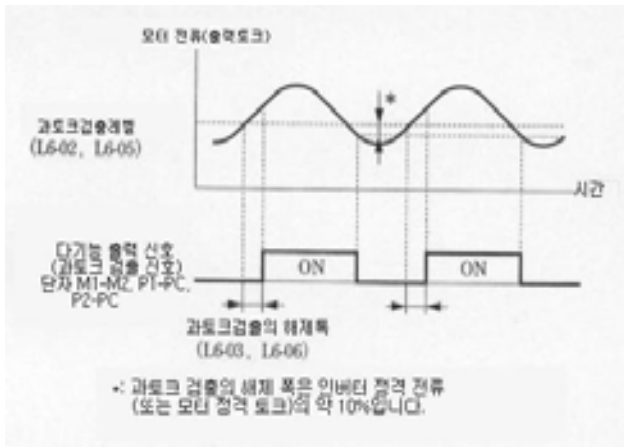 모터 전류(출력토크)
*
과토크검출레벨
(L6-02, L6-05)
시간
다기능 출력 신호
(과토크 검출 신호)
단자 M1-M2, P1-PC,
P2-PC
ON
ON
과토크검출의 해제폭
(L6-03, L6-06)
*: 과토크 검출의 해제 폭은 인버터 정격 전류
(또는 모터 정격 토크)의 약 10%입니다.